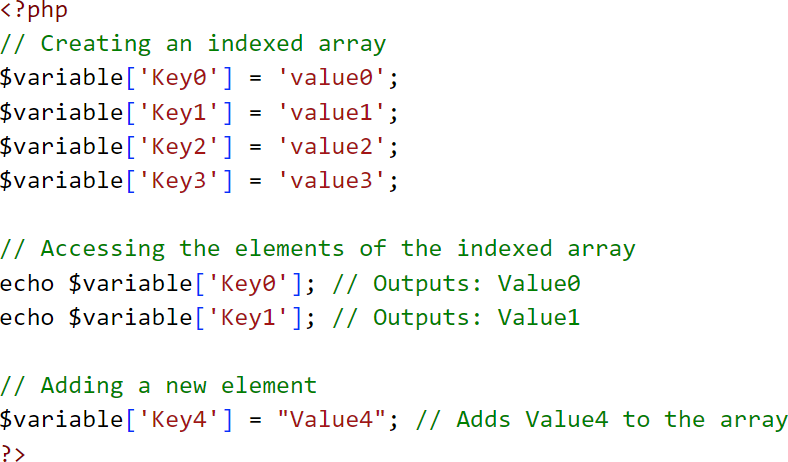 <?php
// Creating an indexed array
$variable['Key0'] = 'value0';
$variable['Key1'] = 'value1';
$variable['Key2'] = 'value2';
$variable['Key3'] = 'value3';

// Accessing the elements of the indexed array
echo $variable['Key0']; // Outputs: Value0
echo $variable['Key1']; // Outputs: Value1

// Adding a new element
$variable['Key4'] = "Value4"; // Adds Value4 to the array
?>